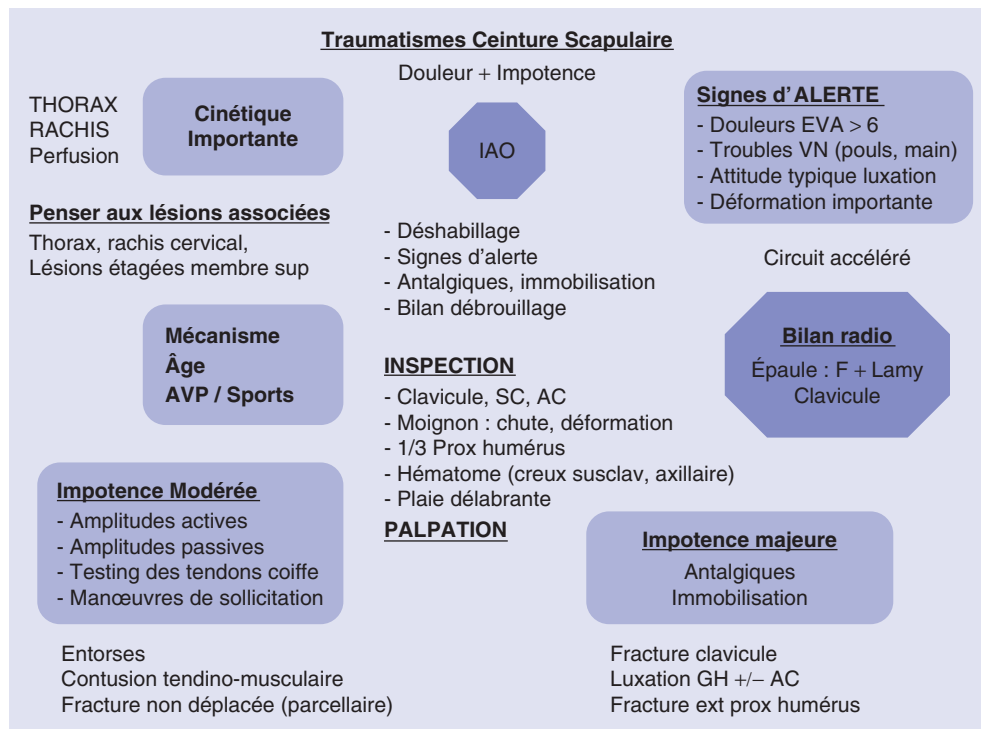 Traumatismes Ceinture Scapulaire
Douleur + Impotence
THORAX
RACHIS
Perfusion
Cinétique
Importante
IAO
Signes d'ALERTE
- Douleurs EVA > 6
- Troubles VN (pouls, main)
- Attitude typique luxation
- Déformation importante
Penser aux lésions associées
Thorax, rachis cervical,
Lésions étagées membre sup
- Déshabillage
- Signes d'alerte
- Antalgiques, immobilisation
- Bilan débrouillage
Circuit accéléré
Mécanisme
Âge
AVP / Sports
Bilan radio
Épaule : F + Lamy
Clavicule
INSPECTION
- Clavicule, SC, AC
- Moignon : chute, déformation
- 1/3 Prox humérus
- Hématome (creux susclav, axillaire)
- Plaie délabrante
PALPATION
Impotence Modérée
- Amplitudes actives
- Amplitudes passives
- Testing des tendons coiffe
- Manœuvres de sollicitation
Impotence majeure
Antalgiques
Immobilisation
Entorses
Contusion tendino-musculaire
Fracture non déplacée (parcellaire)
Fracture clavicule
Luxation GH +/− AC
Fracture ext prox humérus